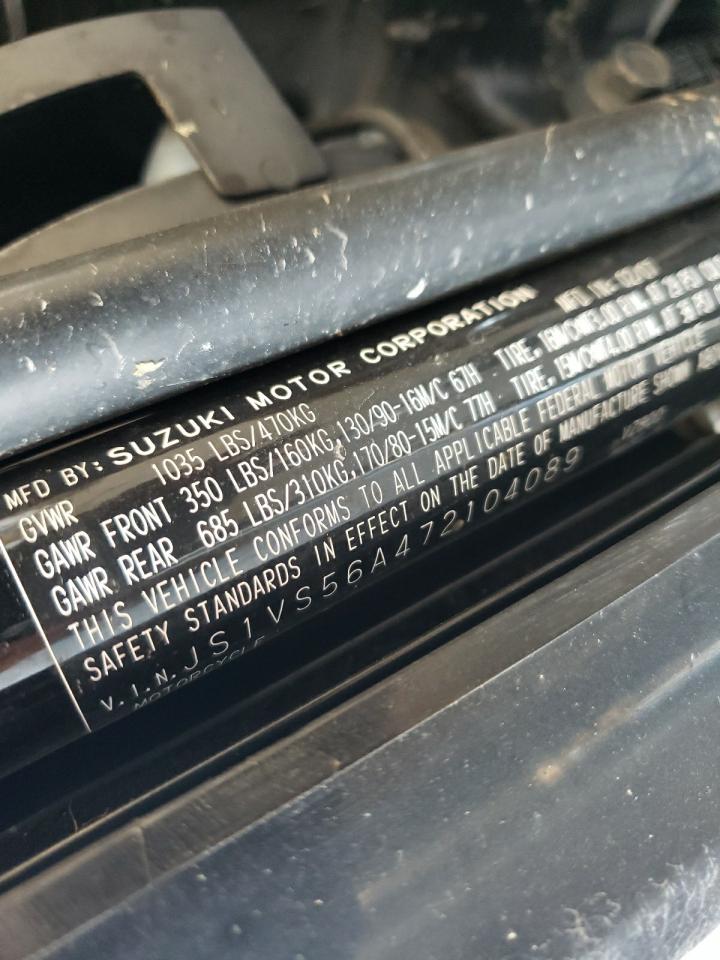 MFD BY: SUZUKI MOTOR CORPORATION
GVWR 1035 LBS/470KG
GAWR FRONT 350 LBS/160KG,130/90-16M/C 67H TIRE,
GAWR REAR 685 LBS/310KG,170/80-15M/C 77H TIRE,
THIS VEHICLE CONFORMS TO ALL APPLICABLE FEDERAL MOTOR VEHICLE
SAFETY STANDARDS IN EFFECT ON THE DATE OF MANUFACTURE SHOWN
V.I.N. JS1VS56A472104089
MOTORCYCLE